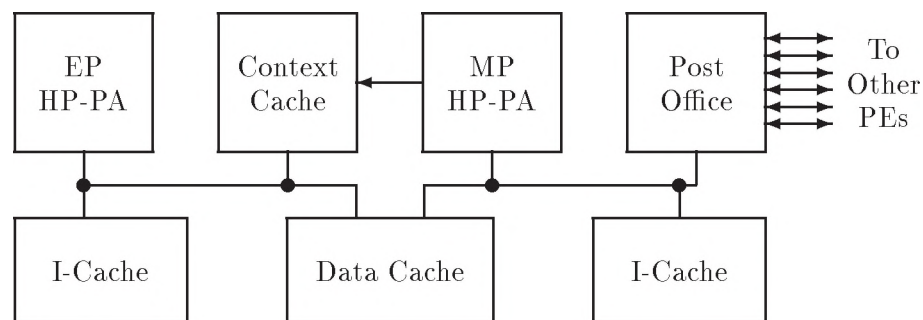 EP
HP-PA
Context
Cache
MP
HP-PA
Post
Office
To
Other
PEs
I-Cache
Data Cache
I-Cache